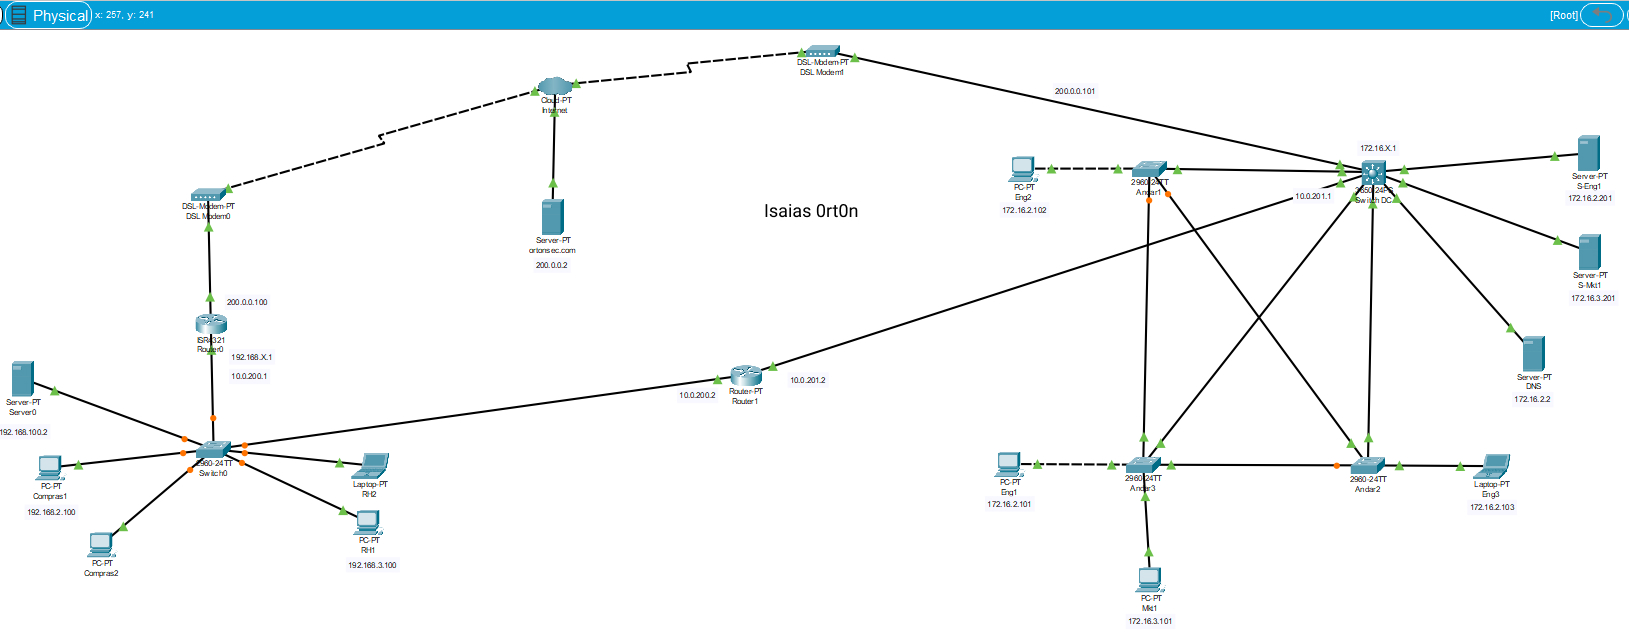 Physical
x: 257, y: 241
[Root]
DSL-Modem-PT
DSL Modem1
Cloud-PT
Internet
200.0.0.101
172.16.X.1
Server-PT
S-Eng1
172.16.2.201
PC-PT
Eng2
172.16.2.102
2960-24TT
Andar1
10.0.201.1
Switch DC
DSL-Modem-PT
DSL Modem0
Isaias 0rt0n
Server-PT
ortonsec.com
200.0.0.2
Server-PT
S-Mkt1
172.16.3.201
200.0.0.100
ISR4321
Router0
192.168.X.1
10.0.200.1
Server-PT
Server0
192.168.100.2
10.0.200.2
Router-PT
Router1
10.0.201.2
Server-PT
DNS
172.16.2.2
2960-24TT
Switch0
PC-PT
Compras1
192.168.2.100
Laptop-PT
RH2
PC-PT
Compras2
PC-PT
RH1
192.168.3.100
PC-PT
Eng1
172.16.2.101
2960-24TT
Andar3
2960-24TT
Andar2
Laptop-PT
Eng3
172.16.2.103
PC-PT
Mkt1
172.16.3.101